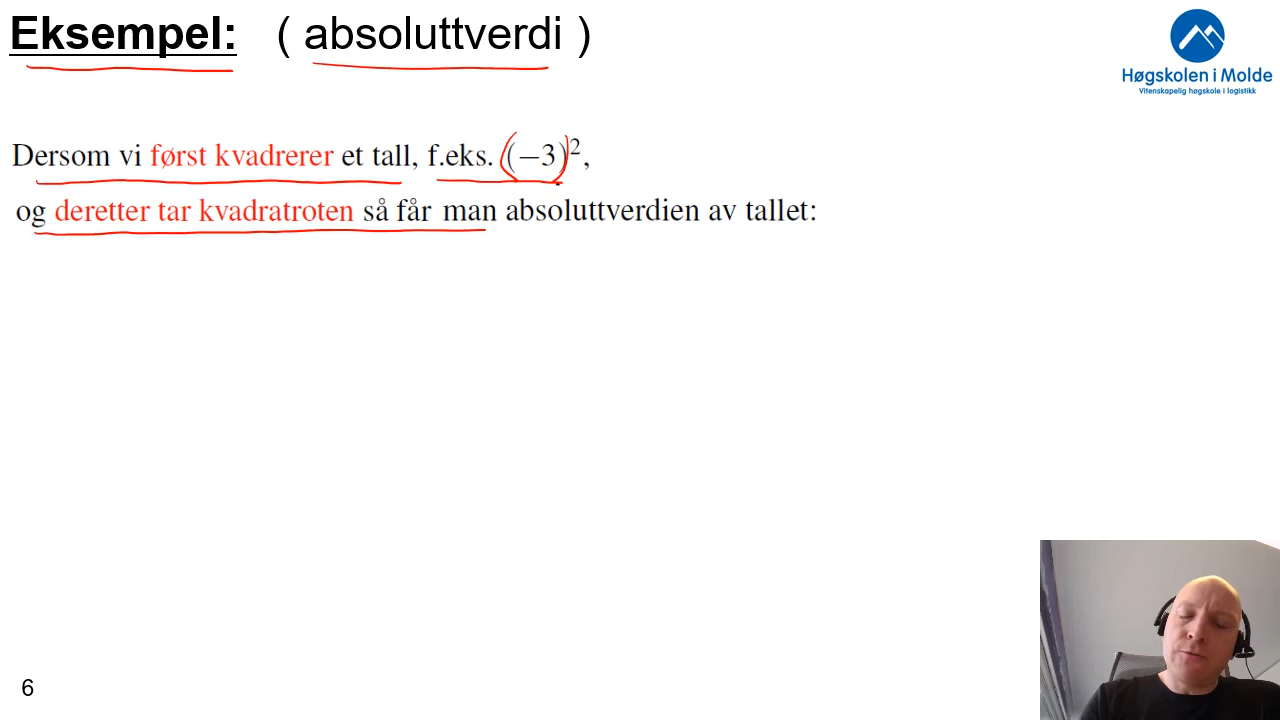 Eksempel: ( absoluttverdi )
Høgskolen i Molde
Vitenskapelig høgskole i logistikk
Dersom vi først kvadrerer et tall, f.eks. (−3)²,
og deretter tar kvadratroten så får man absoluttverdien av tallet:
6